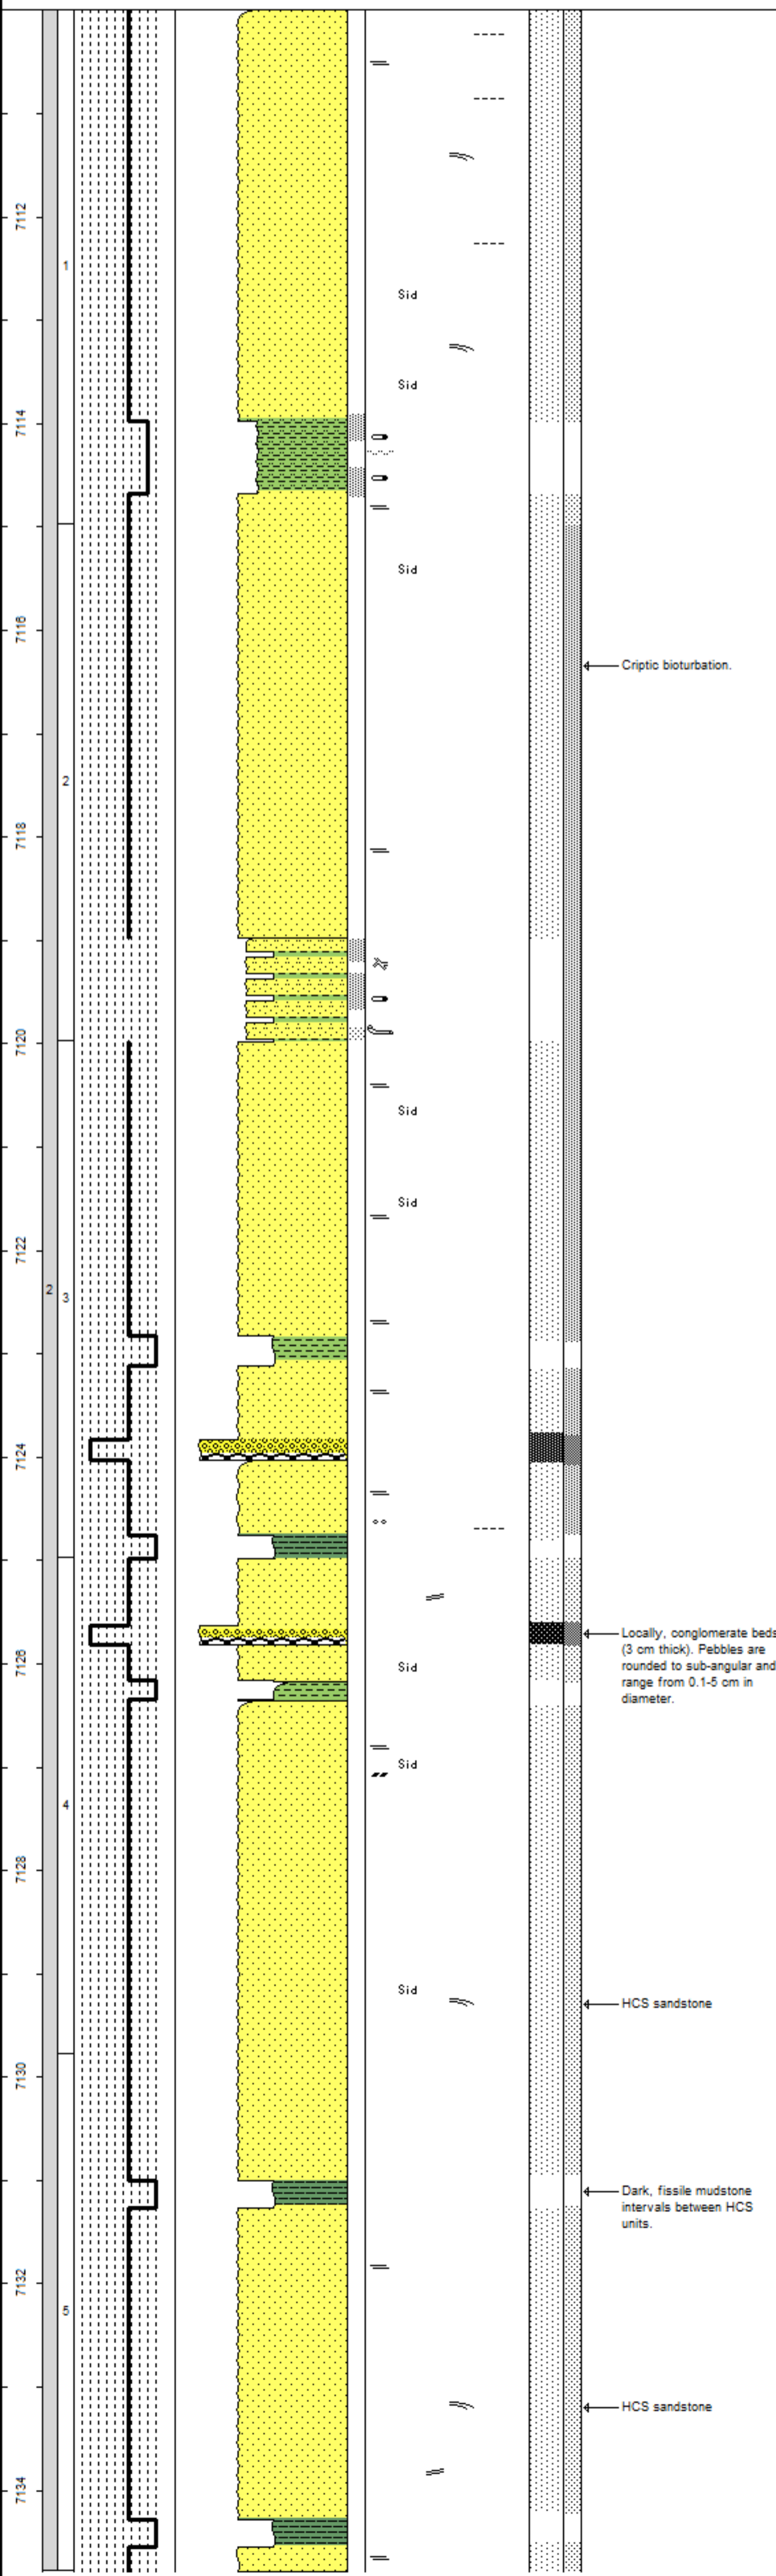 1
7112
Sid
Sid
7114
Sid
7116
Criptic bioturbation.
2
7118
7120
Sid
Sid
7122
2
3
7124
Locally, conglomerate beds
(3 cm thick). Pebbles are
rounded to sub-angular and
range from 0.1-5 cm in
diameter.
7126
Sid
Sid
4
7128
Sid
HCS sandstone
7130
Dark, fissile mudstone
intervals between HCS
units.
7132
5
HCS sandstone
7134